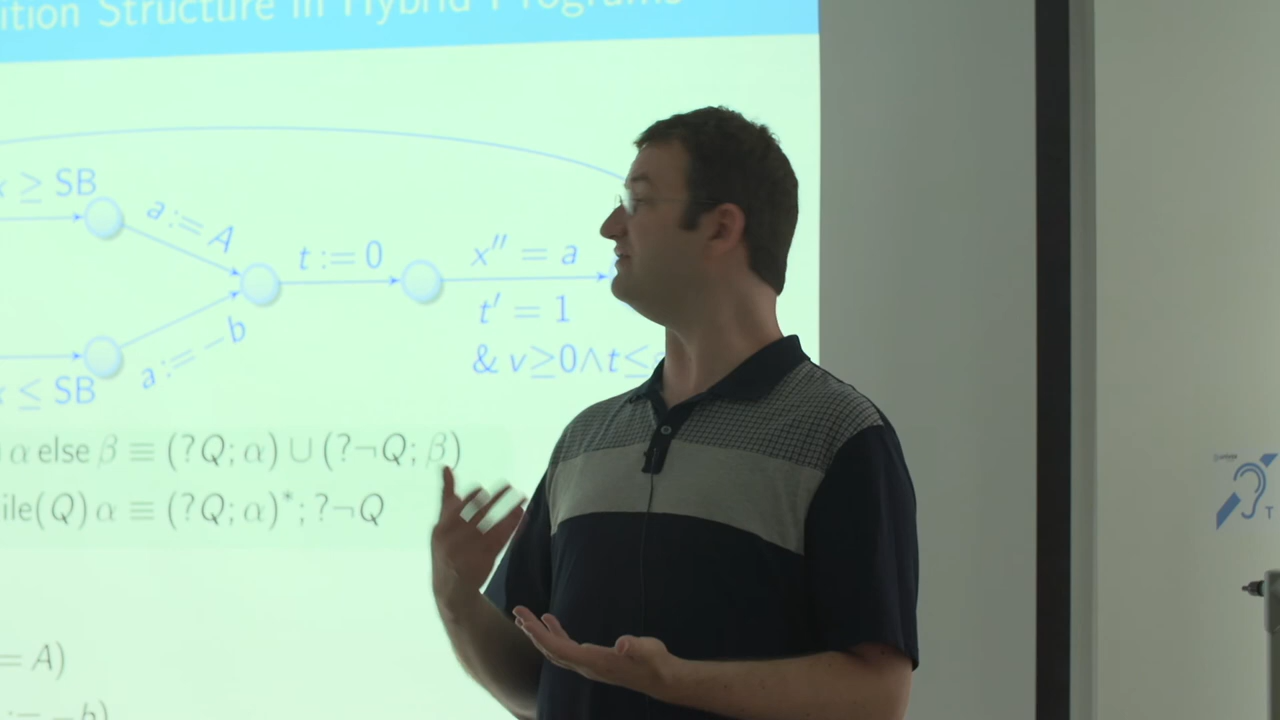 ition Structure in Hybrid Programs
x ≥ SB
a := A
t := 0
x″ = a
t′ = 1
& v≥0∧t≤ε
a := −b
x ≤ SB
α else β ≡ (?Q; α) ∪ (?¬Q; β)
ile(Q) α ≡ (?Q; α)*; ?¬Q
= A)
:= −b)
T